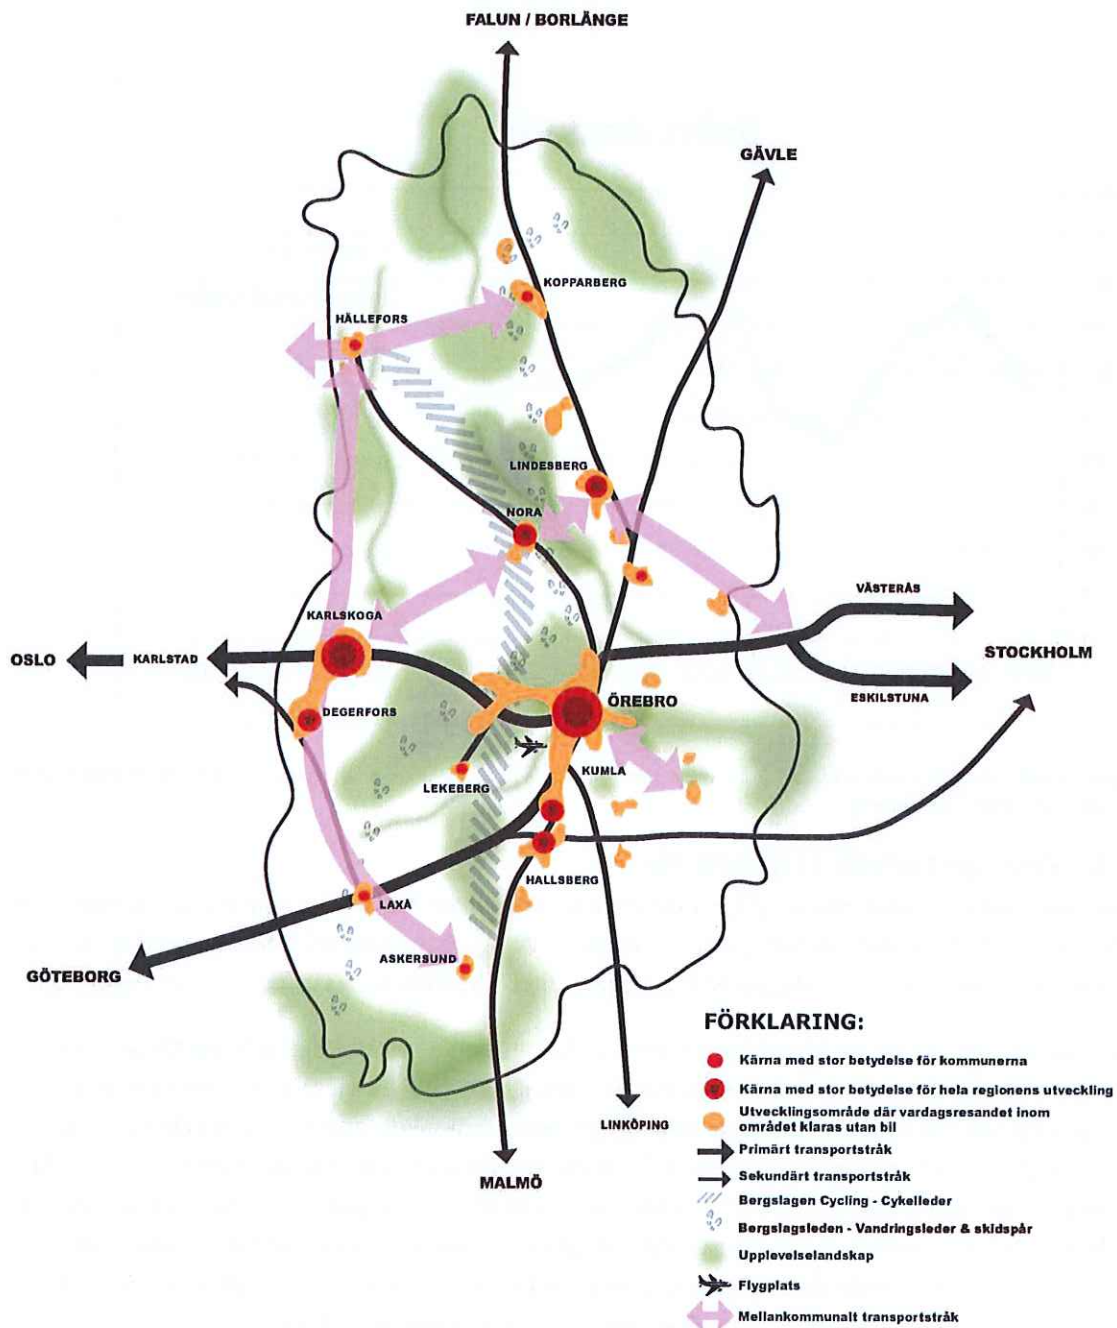 FALUN / BORLÄNGE
GÄVLE
KOPPARBERG
HÄLLEFORS
LINDESBERG
NORA
VÄSTERÅS
KARLSKOGA
OSLO
KARLSTAD
STOCKHOLM
ESKILSTUNA
ÖREBRO
DEGERFORS
KUMLA
LEKEBERG
HALLSBERG
LAXÅ
ASKERSUND
GÖTEBORG
LINKÖPING
MALMÖ
FÖRKLARING:
Kärna med stor betydelse för kommunerna
Kärna med stor betydelse för hela regionens utveckling
Utvecklingsområde där vardagsresandet inom
området klaras utan bil
Primärt transportstråk
Sekundärt transportstråk
Bergslagen Cycling - Cykelleder
Bergslagsleden - Vandringsleder & skidspår
Upplevelselandskap
Flygplats
Mellankommunalt transportstråk